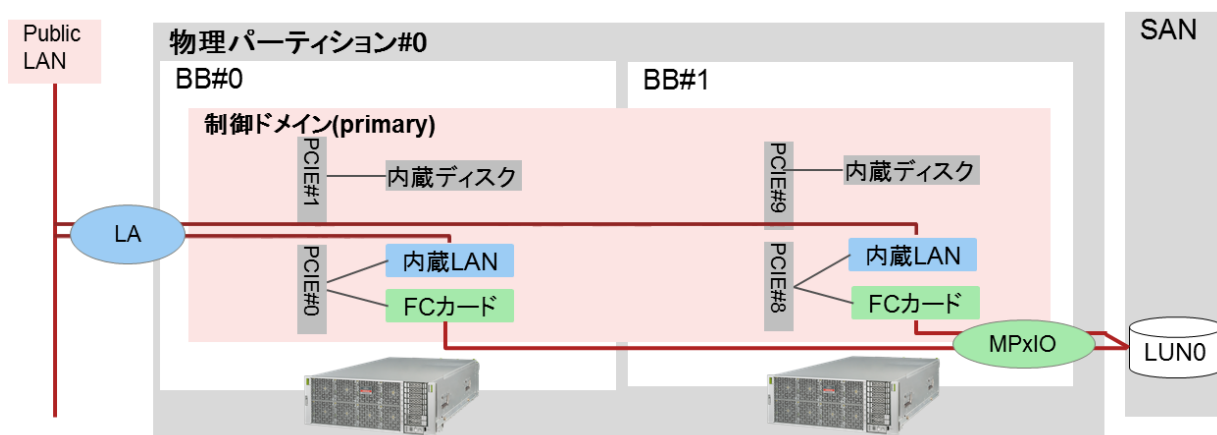 Public
LAN
物理パーティション#0
SAN
BB#0
BB#1
制御ドメイン(primary)
PCIE#1
内蔵ディスク
PCIE#9
内蔵ディスク
LA
PCIE#0
内蔵LAN
FCカード
PCIE#8
内蔵LAN
FCカード
MPxIO
LUN0